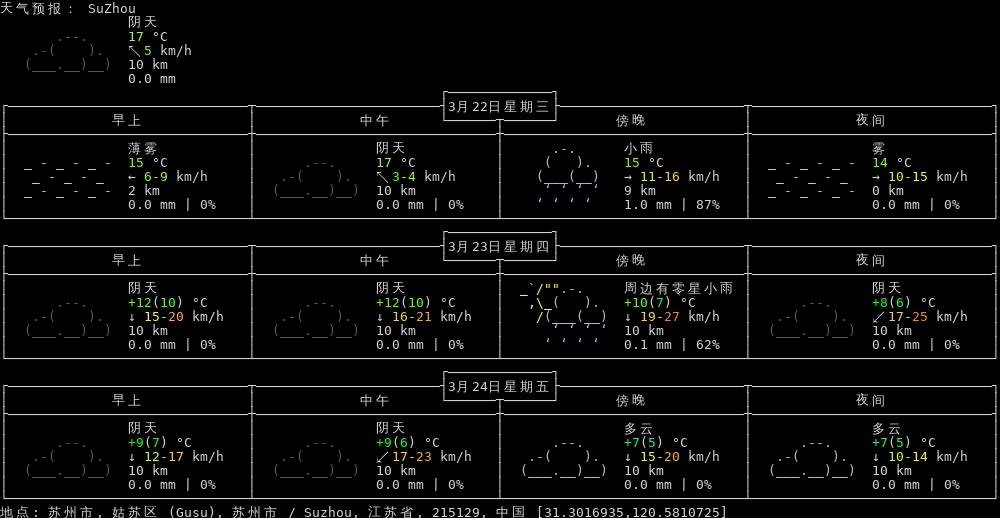 天气预报: SuZhou
阴天
17 °C
↖ 5 km/h
10 km
0.0 mm
3月22日星期三
早上 中午 傍晚 夜间
薄雾 阴天 小雨 雾
15 °C 17 °C 15 °C 14 °C
← 6-9 km/h ↖ 3-4 km/h → 11-16 km/h → 10-15 km/h
2 km 10 km 9 km 0 km
0.0 mm | 0% 0.0 mm | 0% 1.0 mm | 87% 0.0 mm | 0%
3月23日星期四
早上 中午 傍晚 夜间
阴天 阴天 周边有零星小雨 阴天
+12(10) °C +12(10) °C +10(7) °C +8(6) °C
↓ 15-20 km/h ↓ 16-21 km/h ↓ 19-27 km/h ↙ 17-25 km/h
10 km 10 km 10 km 10 km
0.0 mm | 0% 0.0 mm | 0% 0.1 mm | 62% 0.0 mm | 0%
3月24日星期五
早上 中午 傍晚 夜间
阴天 阴天 多云 多云
+9(7) °C +9(6) °C +7(5) °C +7(5) °C
↓ 12-17 km/h ↙ 17-23 km/h ↓ 15-20 km/h ↓ 10-14 km/h
10 km 10 km 10 km 10 km
0.0 mm | 0% 0.0 mm | 0% 0.0 mm | 0% 0.0 mm | 0%
地点: 苏州市, 姑苏区 (Gusu), 苏州市 / Suzhou, 江苏省, 215129, 中国 [31.3016935,120.5810725]